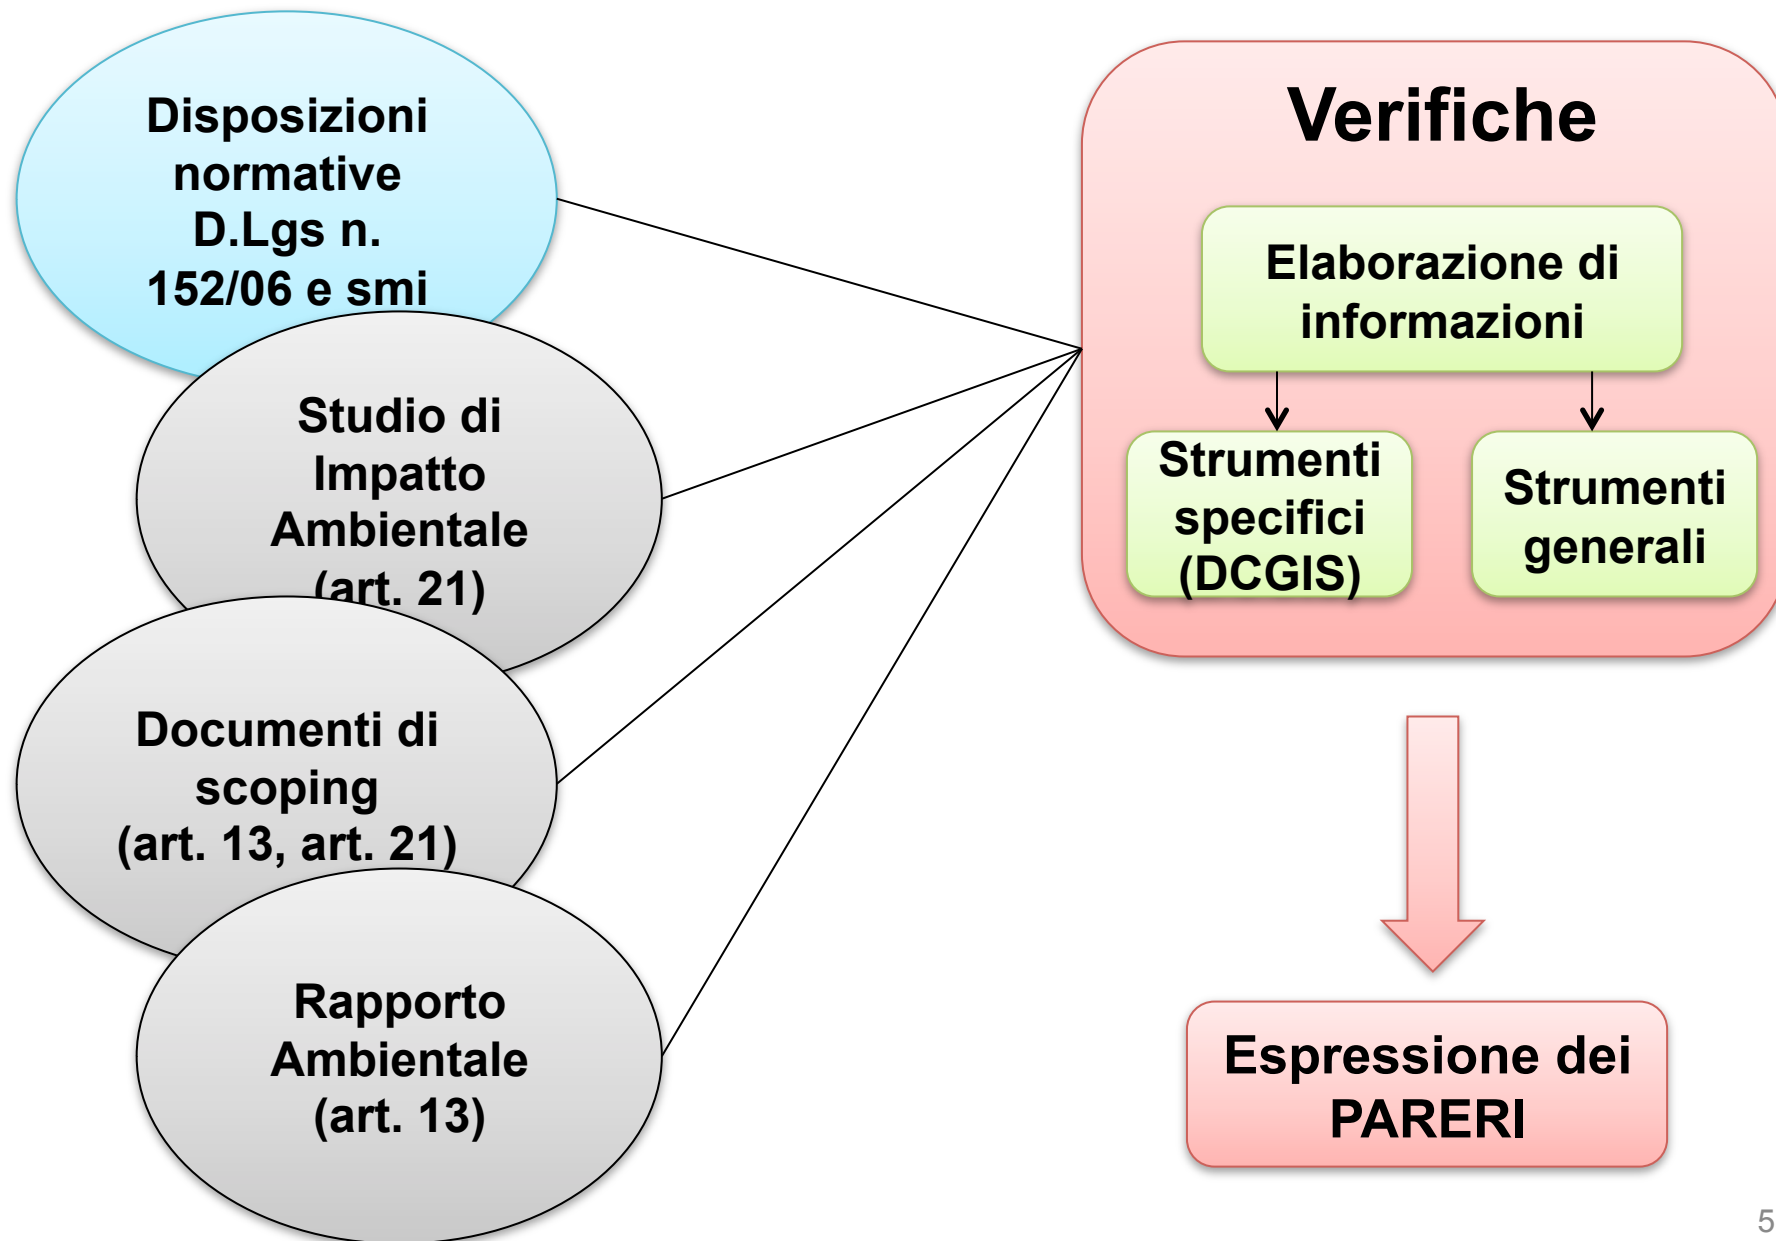 Disposizioni
normative
D.Lgs n.
152/06 e smi
Studio di
Impatto
Ambientale
(art. 21)
Documenti di
scoping
(art. 13, art. 21)
Rapporto
Ambientale
(art. 13)
Verifiche
Elaborazione di
informazioni
Strumenti
specifici
(DCGIS)
Strumenti
generali
Espressione dei
PARERI
5